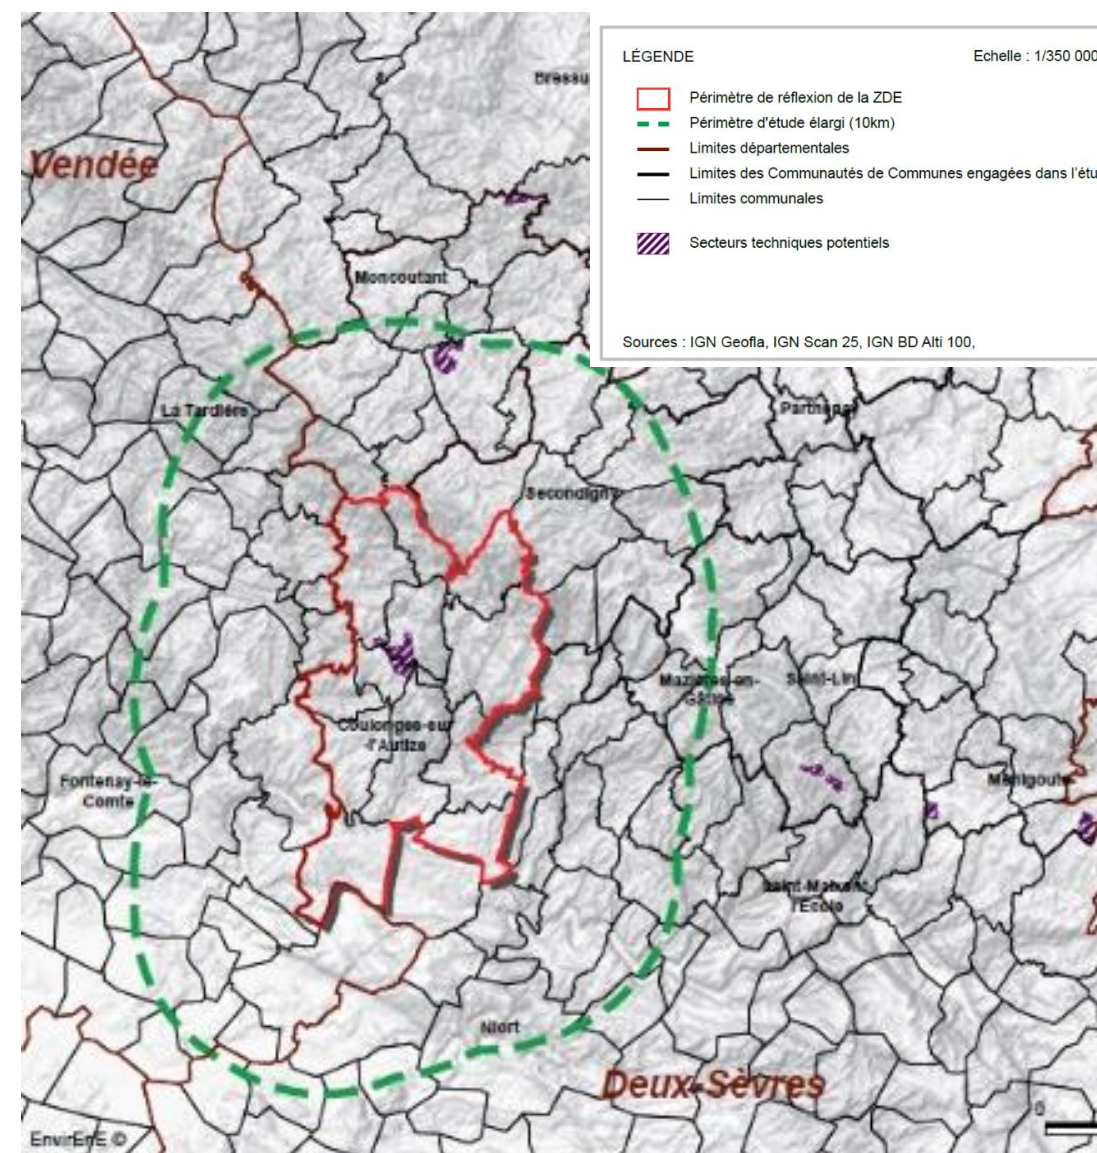 LÉGENDE
Echelle : 1/350 000
Périmètre de réflexion de la ZDE
Périmètre d'étude élargi (10km)
Limites départementales
Limites des Communautés de Communes engagées dans l'étu
Limites communales
Secteurs techniques potentiels
Sources : IGN Geofla, IGN Scan 25, IGN BD Alti 100,
Bressu
Vendée
Moncoutant
La Tardière
Parthenay
Secondigny
Mazières-en-
Gâtine
Saint-Lin
Coulonges-sur
-l'Autize
Fontenay-le-
Comte
Ménigoute
Saint-Maixent
l'Ecole
Niort
Deux-Sèvres
0
EnvirEnE ©